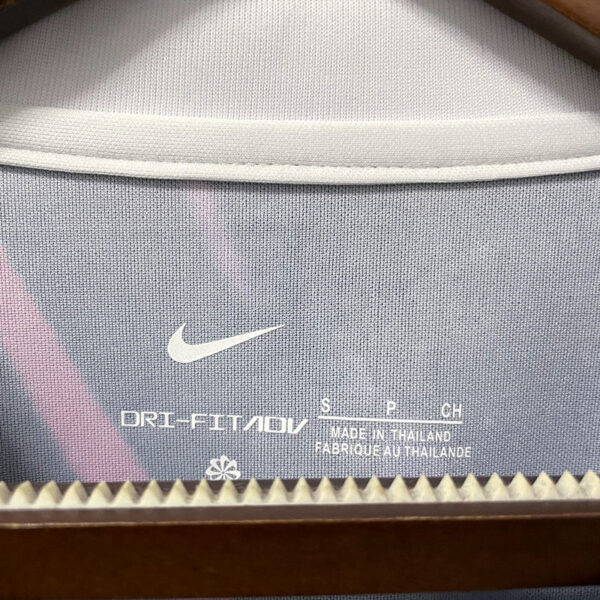 DRI-FIT ADV
S P CH
MADE IN THAILAND
FABRIQUE AU THAILANDE